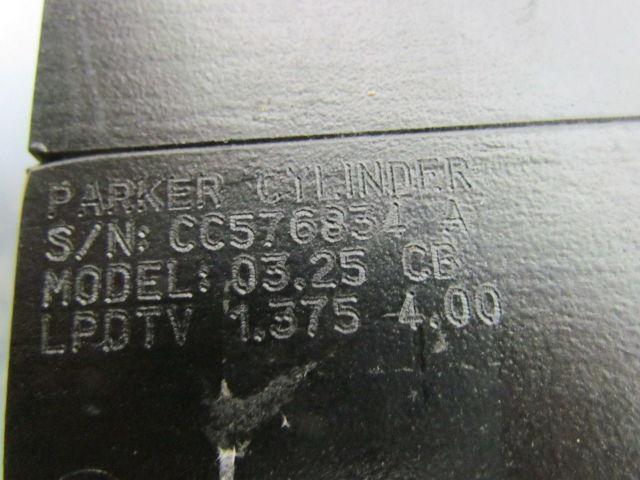 PARKER CYLINDER
S/N: CC576834 A
MODEL: 03.25 CB
LPDTV 1.375 4.00